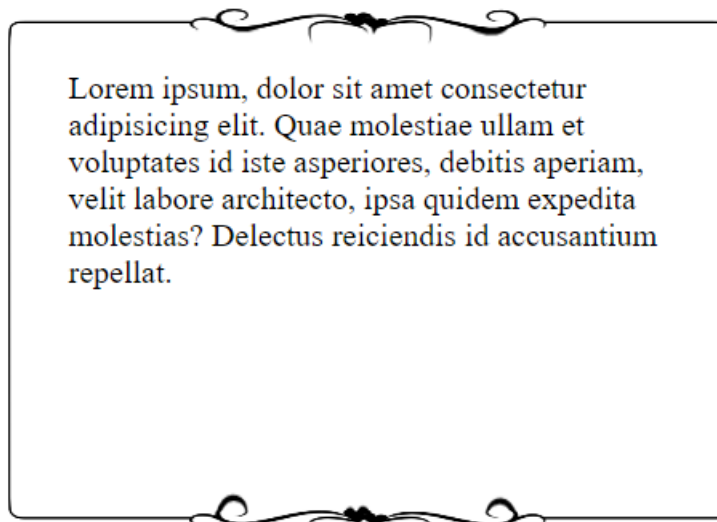 Lorem ipsum, dolor sit amet consectetur
adipisicing elit. Quae molestiae ullam et
voluptates id iste asperiores, debitis aperiam,
velit labore architecto, ipsa quidem expedita
molestias? Delectus reiciendis id accusantium
repellat.